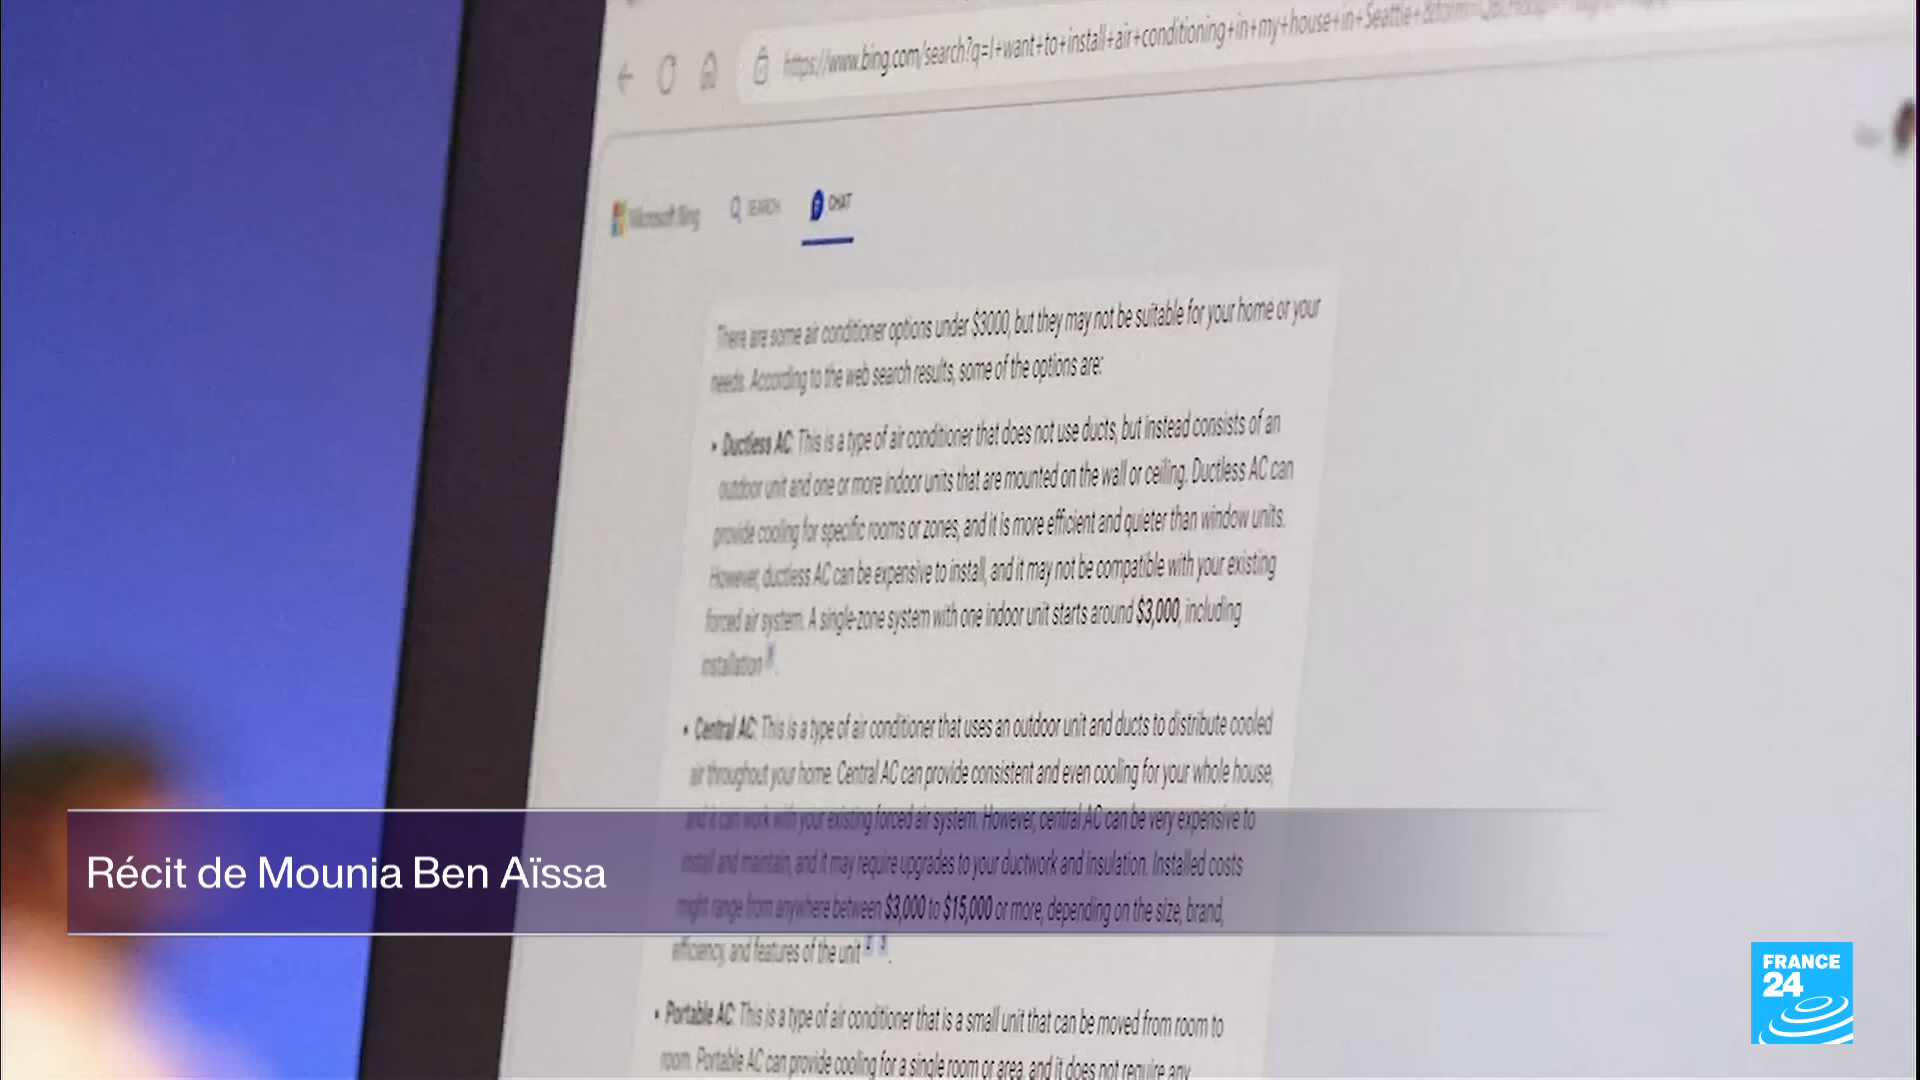 https://www.bing.com/search?q=I+want+to+install+air+conditioning+in+my+house+in+Seattle+
Microsoft Bing
SEARCH
CHAT
There are some air conditioner options under $3000, but they may not be suitable for your home or your
needs. According to the web search results, some of the options are:
• Ductless AC: This is a type of air conditioner that does not use ducts, but instead consists of an
outdoor unit and one or more indoor units that are mounted on the wall or ceiling. Ductless AC can
provide cooling for specific rooms or zones, and it is more efficient and quieter than window units.
However, ductless AC can be expensive to install, and it may not be compatible with your existing
forced air system. A single-zone system with one indoor unit starts around $3,000, including
installation
• Central AC: This is a type of air conditioner that uses an outdoor unit and ducts to distribute cooled
air throughout your home. Central AC can provide consistent and even cooling for your whole house,
and it can work with your existing forced air system. However, central AC can be very expensive to
install and maintain, and it may require upgrades to your ductwork and insulation. Installed costs
might range from anywhere between $3,000 to $15,000 or more, depending on the size, brand,
efficiency, and features of the unit
• Portable AC: This is a type of air conditioner that is a small unit that can be moved from room to
room. Portable AC can provide cooling for a single room or area, and it does not require any
Récit de Mounia Ben Aïssa
FRANCE
24